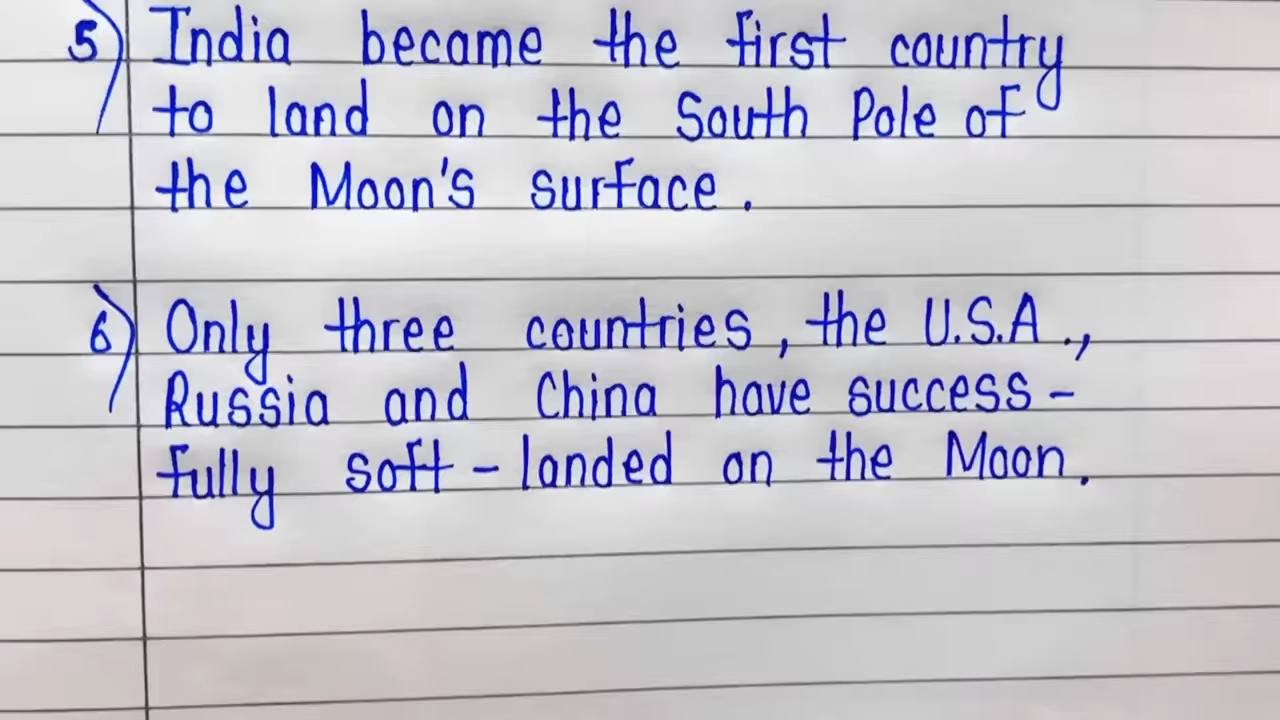 5) India became the first country
to land on the South Pole of
the Moon's surface.
6) Only three countries, the U.S.A.,
Russia and China have success-
fully soft-landed on the Moon.